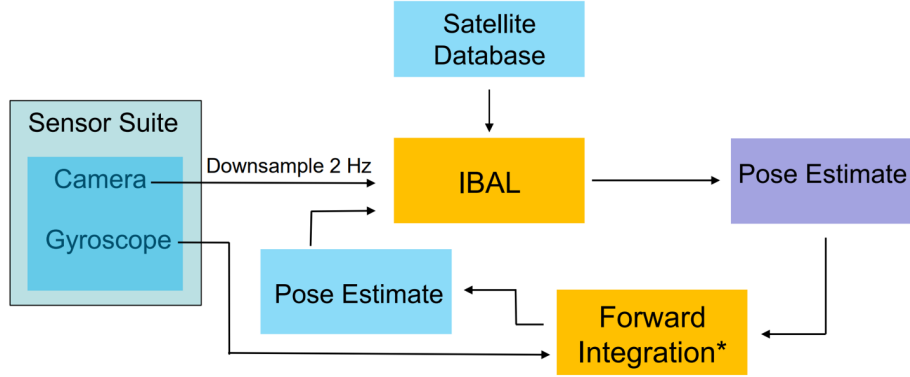 Satellite
Database
Sensor Suite
Camera
Downsample 2 Hz
IBAL
Pose Estimate
Gyroscope
Pose Estimate
Forward
Integration*